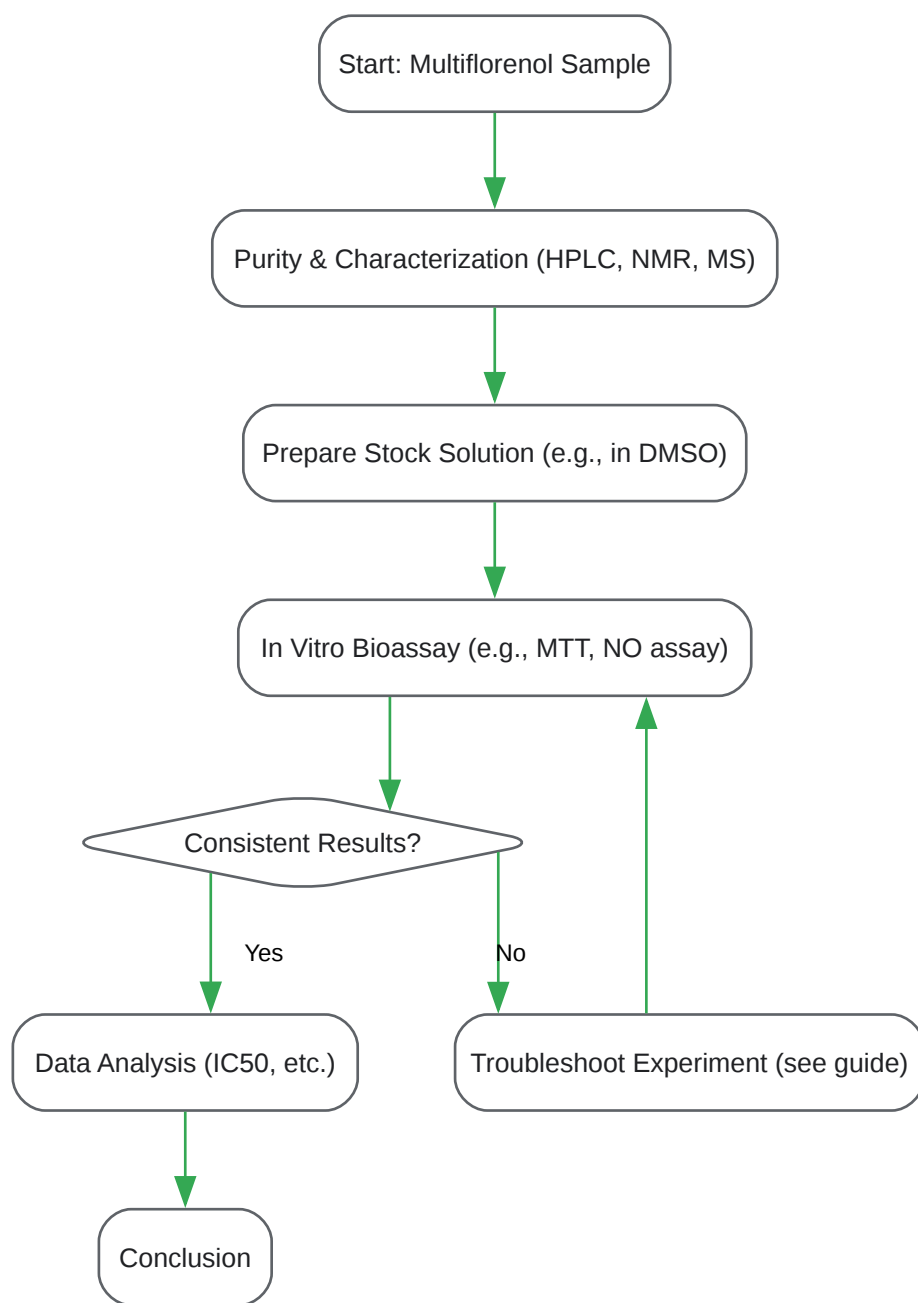 Start: Multiflorenol Sample
Purity & Characterization (HPLC, NMR, MS)
Prepare Stock Solution (e.g., in DMSO)
In Vitro Bioassay (e.g., MTT, NO assay)
Consistent Results?
Yes
No
Data Analysis (IC50, etc.)
Troubleshoot Experiment (see guide)
Conclusion